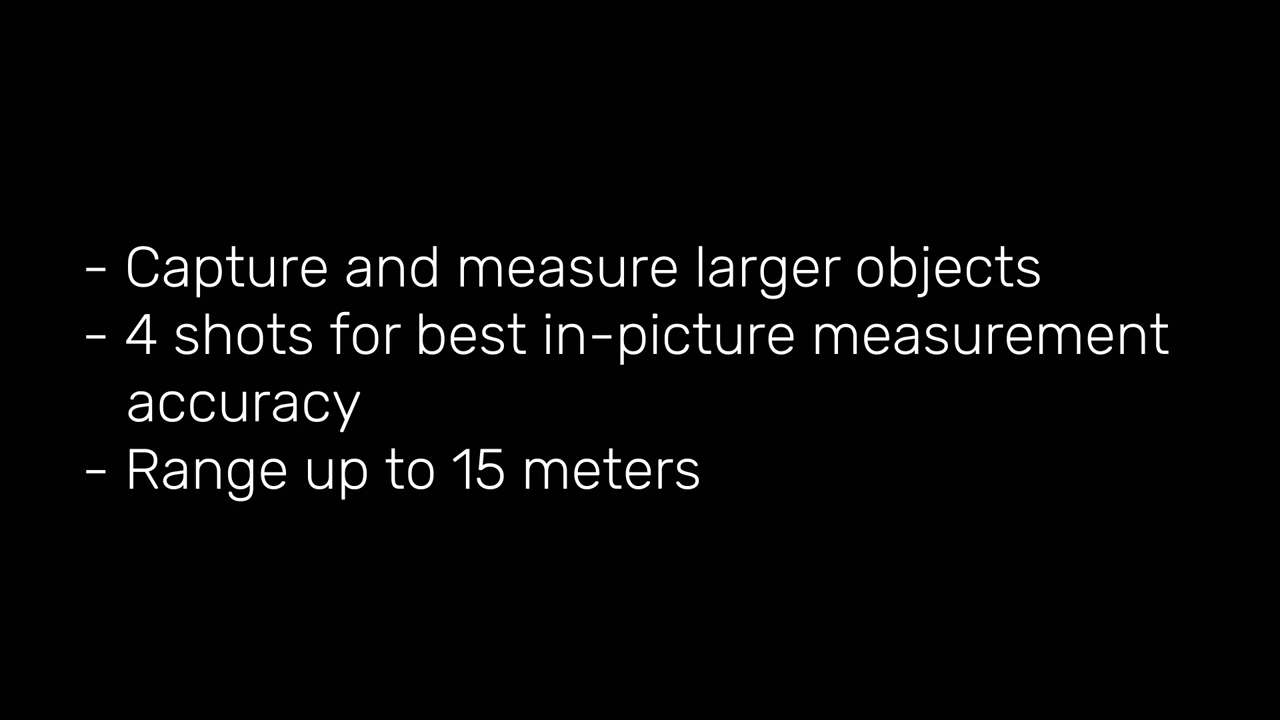 - Capture and measure larger objects
- 4 shots for best in-picture measurement
accuracy
- Range up to 15 meters